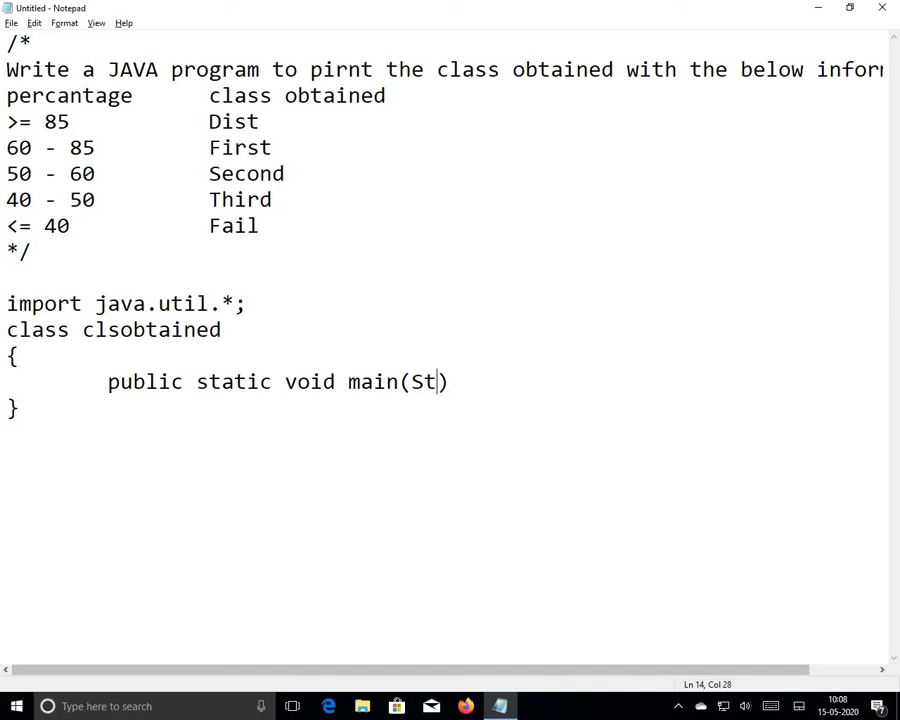 Untitled - Notepad
File Edit Format View Help
/*
Write a JAVA program to pirnt the class obtained with the below
percantage class obtained
>= 85 Dist
60 - 85 First
50 - 60 Second
40 - 50 Third
<= 40 Fail
*/
import java.util.*;
class clsobtained
{
public static void main(St)
}
Ln 14, Col 28
Type here to search
10:08
15-05-2020
7